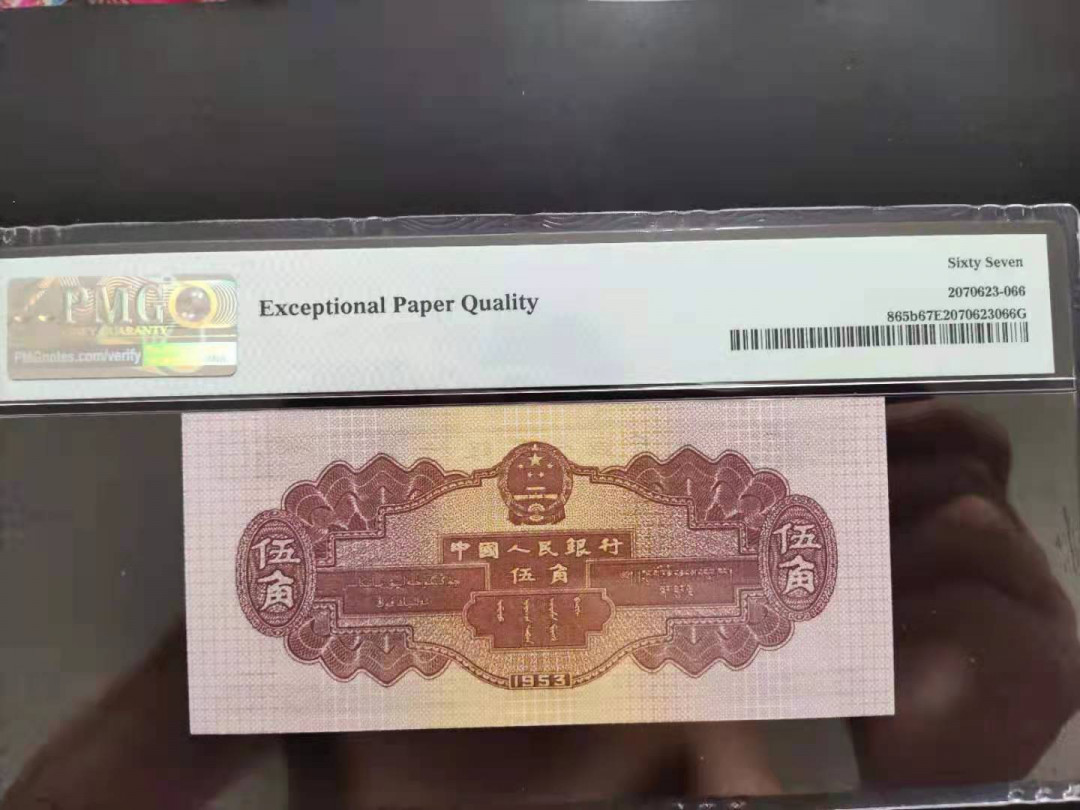 Sixty Seven
PMG
Exceptional Paper Quality
2070623-066
GUARANTY
865b67E2070623066G
PMGnotes.com/verify
中國人民銀行
伍角
伍角
伍角
1953